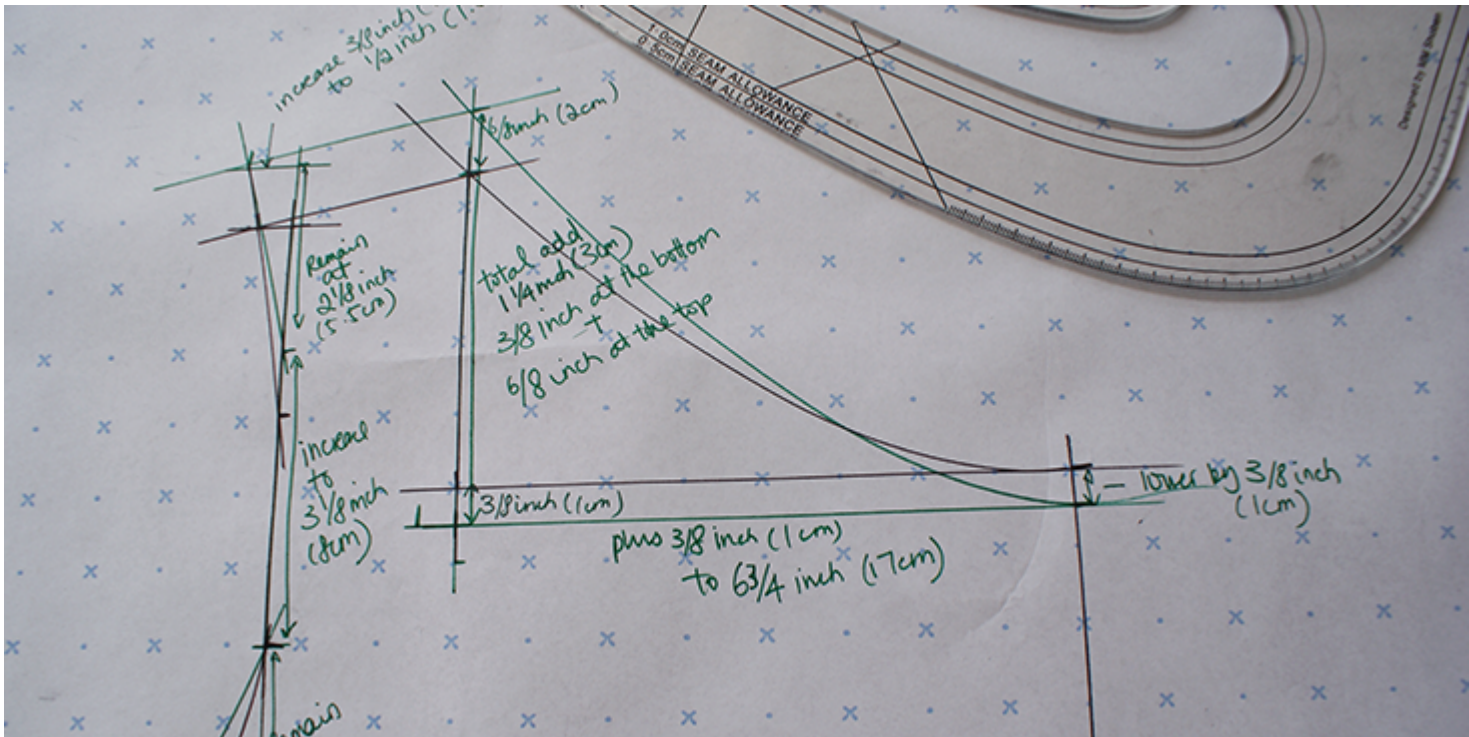 increase 3/8 inch (
to 1/2 inch (1.
1.0cm SEAM ALLOWANCE
0.5cm SEAM ALLOWANCE
6/8 inch (2cm)
Remain
at
2 1/8 inch
(5.5cm)
total add
1 1/4 inch (3cm)
3/8 inch at the bottom
+
6/8 inch at the top
increase
to
3 1/8 inch
(8cm)
3/8 inch (1cm)
plus 3/8 inch (1cm)
to 6 3/4 inch (17cm)
– lower by 3/8 inch
(1cm)